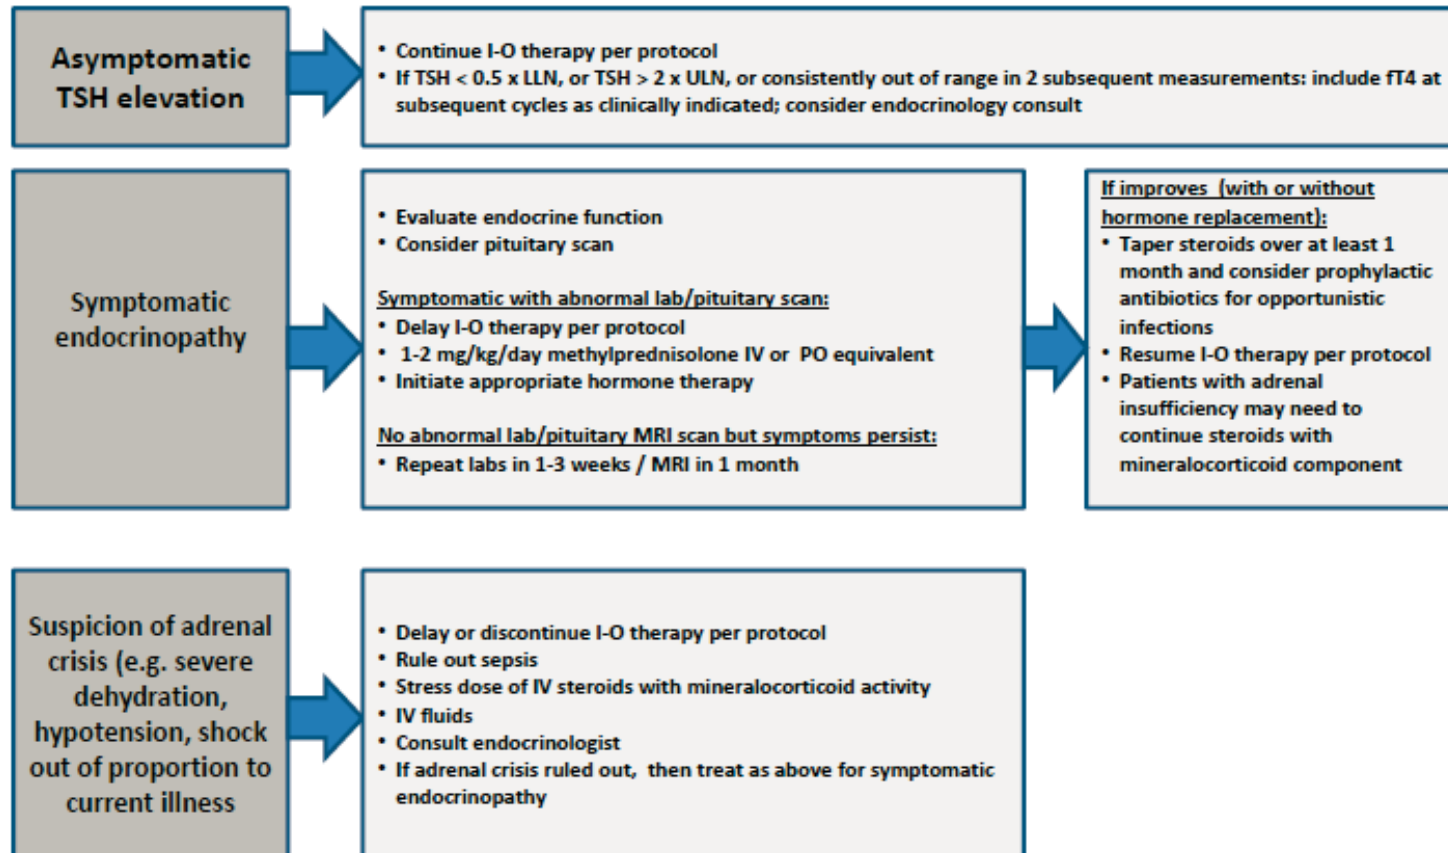 Asymptomatic
TSH elevation
• Continue I-O therapy per protocol
• If TSH < 0.5 x LLN, or TSH > 2 x ULN, or consistently out of range in 2 subsequent measurements: include fT4 at
subsequent cycles as clinically indicated; consider endocrinology consult
Symptomatic
endocrinopathy
• Evaluate endocrine function
• Consider pituitary scan
Symptomatic with abnormal lab/pituitary scan:
• Delay I-O therapy per protocol
• 1-2 mg/kg/day methylprednisolone IV or PO equivalent
• Initiate appropriate hormone therapy
No abnormal lab/pituitary MRI scan but symptoms persist:
• Repeat labs in 1-3 weeks / MRI in 1 month
If improves (with or without
hormone replacement):
• Taper steroids over at least 1
month and consider prophylactic
antibiotics for opportunistic
infections
• Resume I-O therapy per protocol
• Patients with adrenal
insufficiency may need to
continue steroids with
mineralocorticoid component
Suspicion of adrenal
crisis (e.g. severe
dehydration,
hypotension, shock
out of proportion to
current illness
• Delay or discontinue I-O therapy per protocol
• Rule out sepsis
• Stress dose of IV steroids with mineralocorticoid activity
• IV fluids
• Consult endocrinologist
• If adrenal crisis ruled out, then treat as above for symptomatic
endocrinopathy